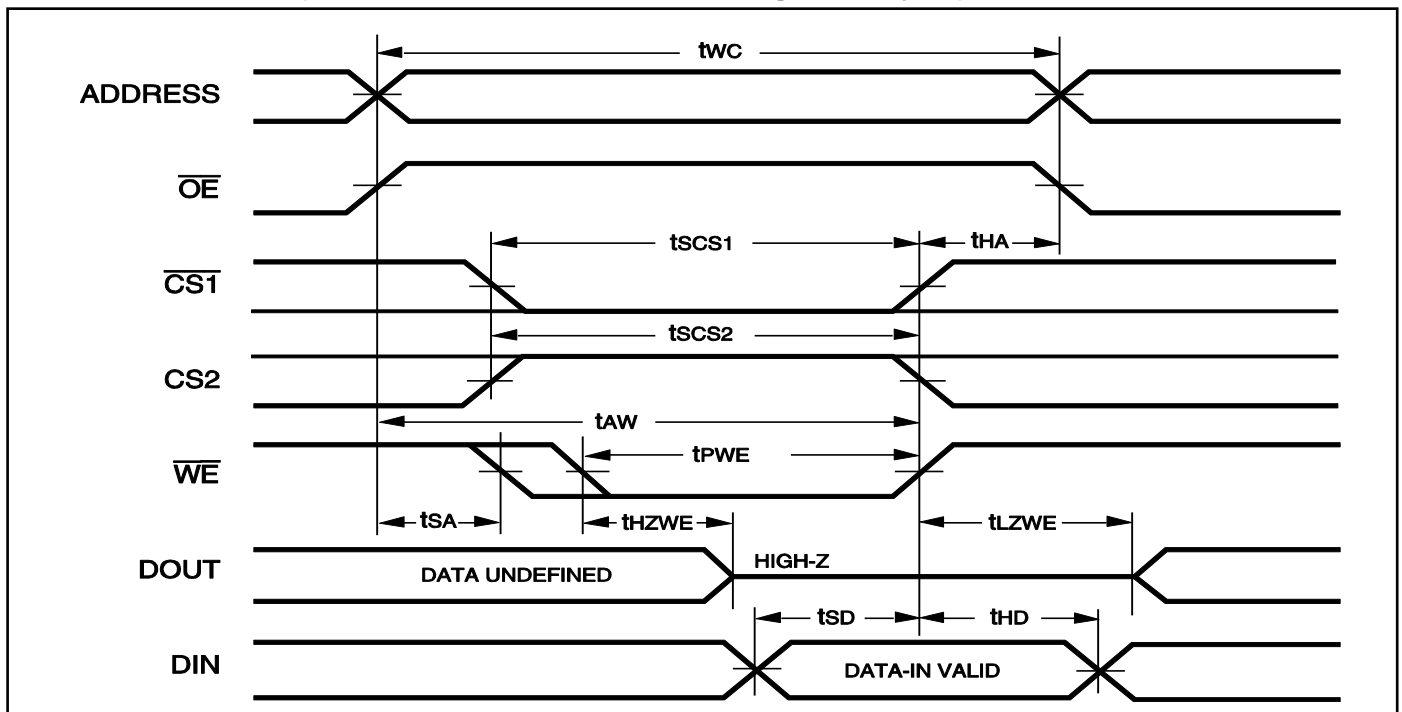 tWC
ADDRESS
OE
tSCS1
tHA
CS1
tSCS2
CS2
tAW
WE
tPWE
tSA
tHZWE
tLZWE
DOUT
DATA UNDEFINED
HIGH-Z
tSD
tHD
DIN
DATA-IN VALID